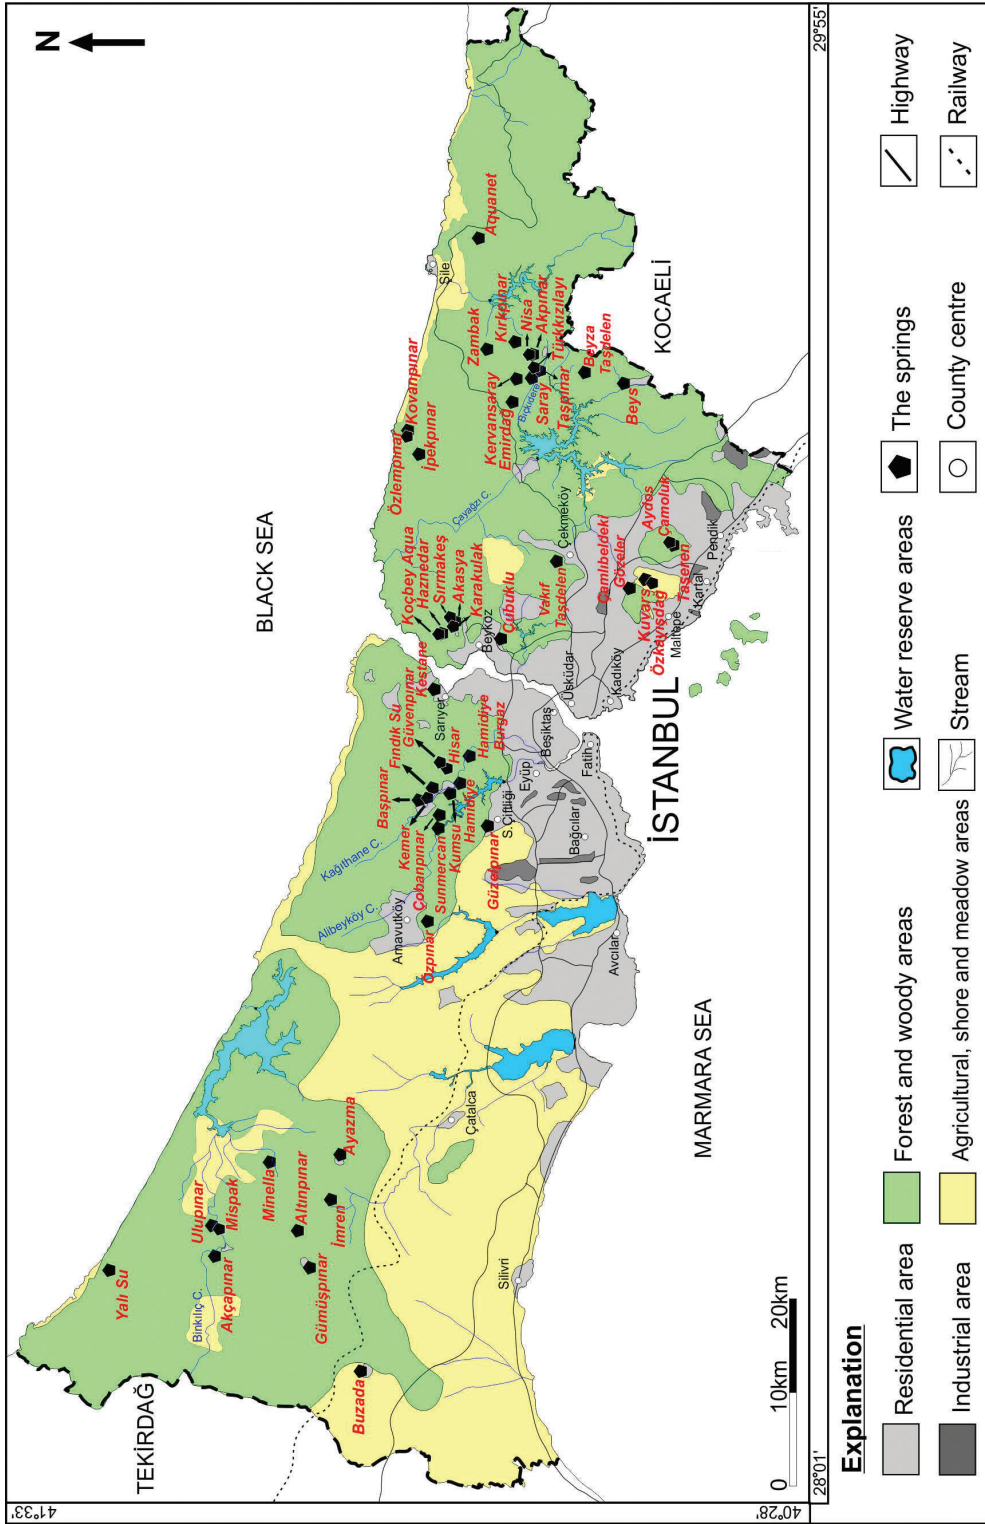 N
29°55'
28°01'
41°33'
40°28'
BLACK SEA
MARMARA SEA
TEKİRDAĞ
KOCAELİ
İSTANBUL
Yalı Su
Binkılıç C.
Akçapınar
Ulupınar
Mispak
Minella
Altınpınar
Gümüşpınar
İmren
Ayazma
Buzada
Silivri
Çatalca
Alibeyköy C.
Kağıthane C.
Arnavutköy
Özpınar
Başpınar
Kemer
Çobanpınar
Sunmercan
Kumsu
Hamidiye
Güzelpınar
Fındık Su
Güvenpınar
Kestane
Sarıyer
Hisar
Hamidiye
Burgaz
S. Çiftliği
Eyüp
Beşiktaş
Bağcılar
Fatih
Avcılar
Koçbey Aqua
Haznedar
Sırmakeş
Akasya
Karakulak
Beykoz
Çubuklu
Vakıf
Taşdelen
Çekmeköy
Üsküdar
Kadıköy
Çamlıbeldeki
Gözeler
Kuvars
Özkayışdağ
Maltepe
Kartal
Aydos
Çamoluk
Taşeren
Pendik
Çayağzı C.
Özlempınar
Kovanpınar
İpekpınar
Şile
Aquanet
Zambak
Kırkpınar
Nisa
Akpınar
Türkkızılayı
Kervansaray
Emirdağ
Bıçkıdere
Saray
Taşpınar
Beyza
Taşdelen
Beys
0
10km
20km
Explanation
Residential area
Forest and woody areas
Water reserve areas
The springs
Highway
Industrial area
Agricultural, shore and meadow areas
Stream
County centre
Railway